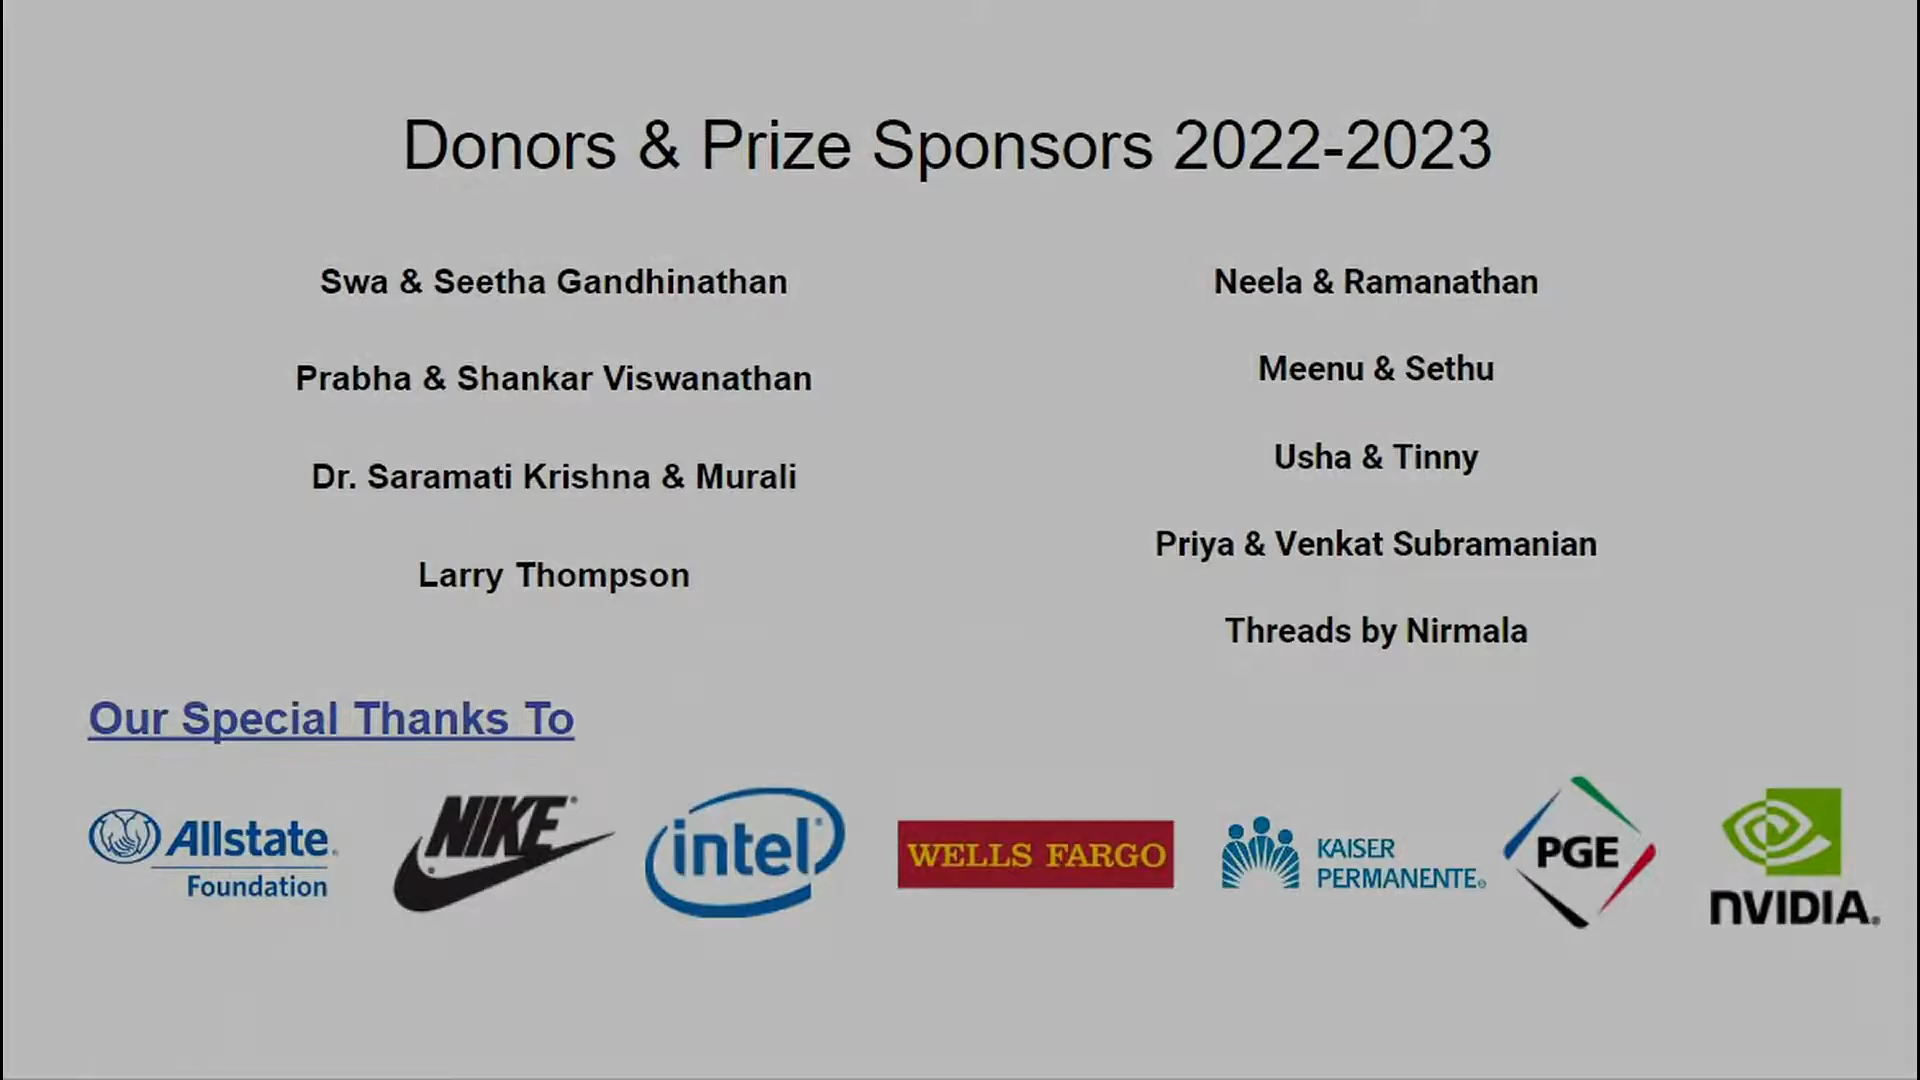 Donors & Prize Sponsors 2022-2023
Swa & Seetha Gandhinathan
Prabha & Shankar Viswanathan
Dr. Saramati Krishna & Murali
Larry Thompson
Neela & Ramanathan
Meenu & Sethu
Usha & Tinny
Priya & Venkat Subramanian
Threads by Nirmala
Our Special Thanks To
Allstate
Foundation
NIKE
intel
WELLS FARGO
KAISER
PERMANENTE
PGE
NVIDIA